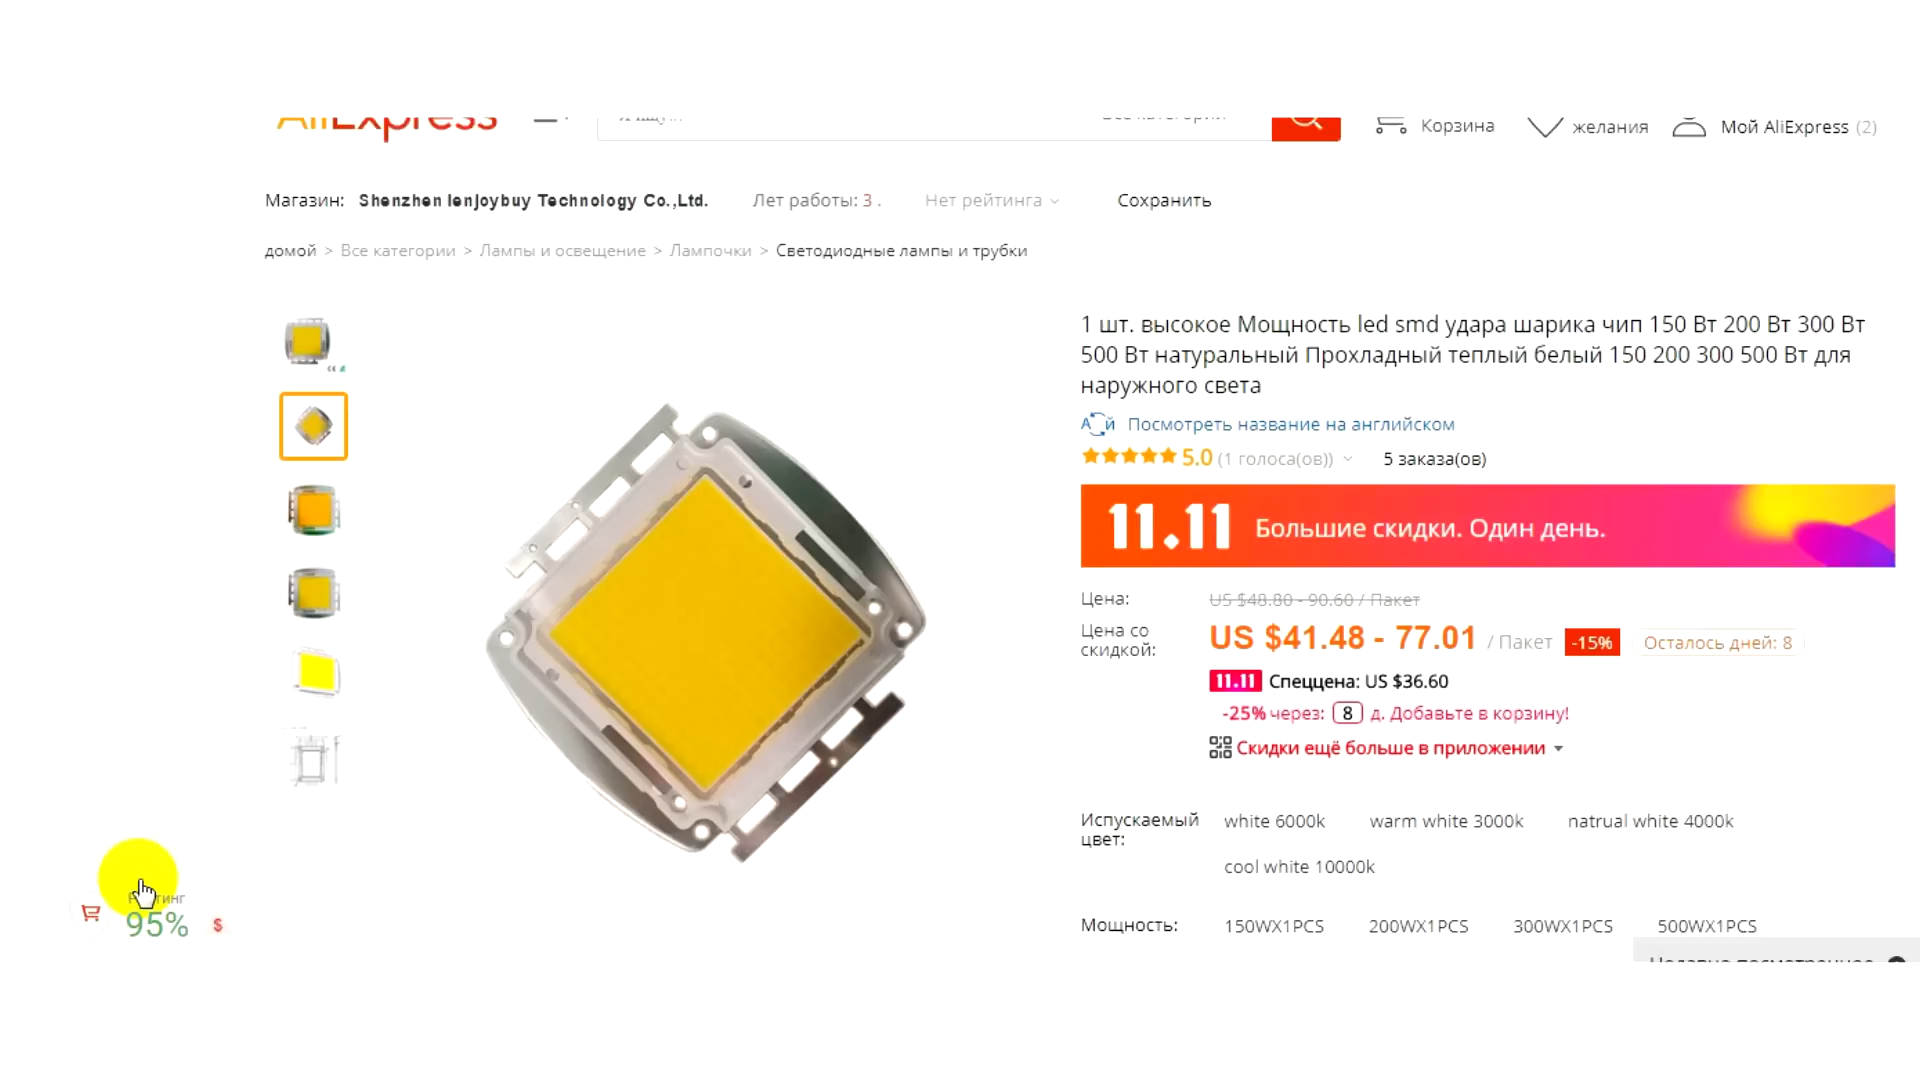 AliExpress
Корзина
желания
Мой AliExpress (2)
Магазин: Shenzhen Ienjoybuy Technology Co.,Ltd. Лет работы: 3 . Нет рейтинга Сохранить
домой > Все категории > Лампы и освещение > Лампочки > Светодиодные лампы и трубки
1 шт. высокое Мощность led smd удара шарика чип 150 Вт 200 Вт 300 Вт
500 Вт натуральный Прохладный теплый белый 150 200 300 500 Вт для
наружного света
Посмотреть название на английском
5.0 (1 голоса(ов)) 5 заказа(ов)
11.11 Большие скидки. Один день.
Цена: US $48.80 - 90.60 / Пакет
Цена со
скидкой:
US $41.48 - 77.01 / Пакет -15% Осталось дней: 8
11.11 Спеццена: US $36.60
-25% через: 8 д. Добавьте в корзину!
Скидки ещё больше в приложении
Испускаемый
цвет:
white 6000k warm white 3000k natrual white 4000k
cool white 10000k
Мощность: 150WX1PCS 200WX1PCS 300WX1PCS 500WX1PCS
95% $